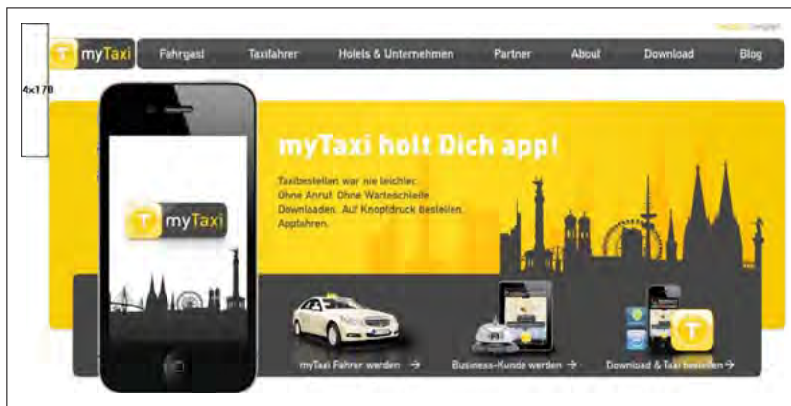 myTaxi
Fahrgast
Taxifahrer
Hotels & Unternehmen
Partner
About
Download
Blog
4x178
myTaxi holt Dich app!
Taxibestellen war nie leichter.
Ohne Anruf. Ohne Warteschleife.
Downloaden. Auf Knopfdruck bestellen.
Appfahren.
T myTaxi
myTaxi Fahrer werden →
Business-Kunde werden →
Download & Taxi bestellen →